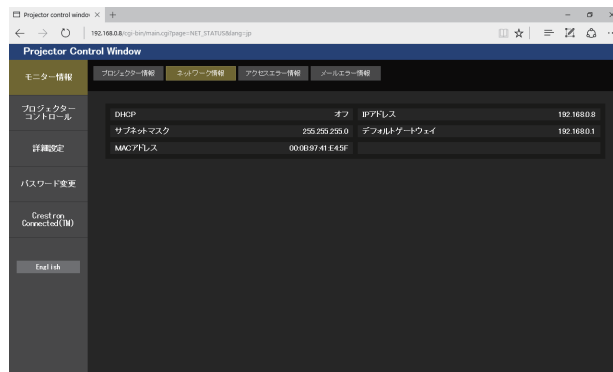 Projector control window
192.168.0.8/cgi-bin/main.cgi?page=NET_STATUS&lang=jp
Projector Control Window
モニター情報
プロジェクター情報 ネットワーク情報 アクセスエラー情報 メールエラー情報
プロジェクター
コントロール
詳細設定
パスワード変更
Crestron
Connected(TM)
English
DHCP オフ IPアドレス 192.168.0.8
サブネットマスク 255.255.255.0 デフォルトゲートウェイ 192.168.0.1
MACアドレス 00:0B:97:41:E4:5F